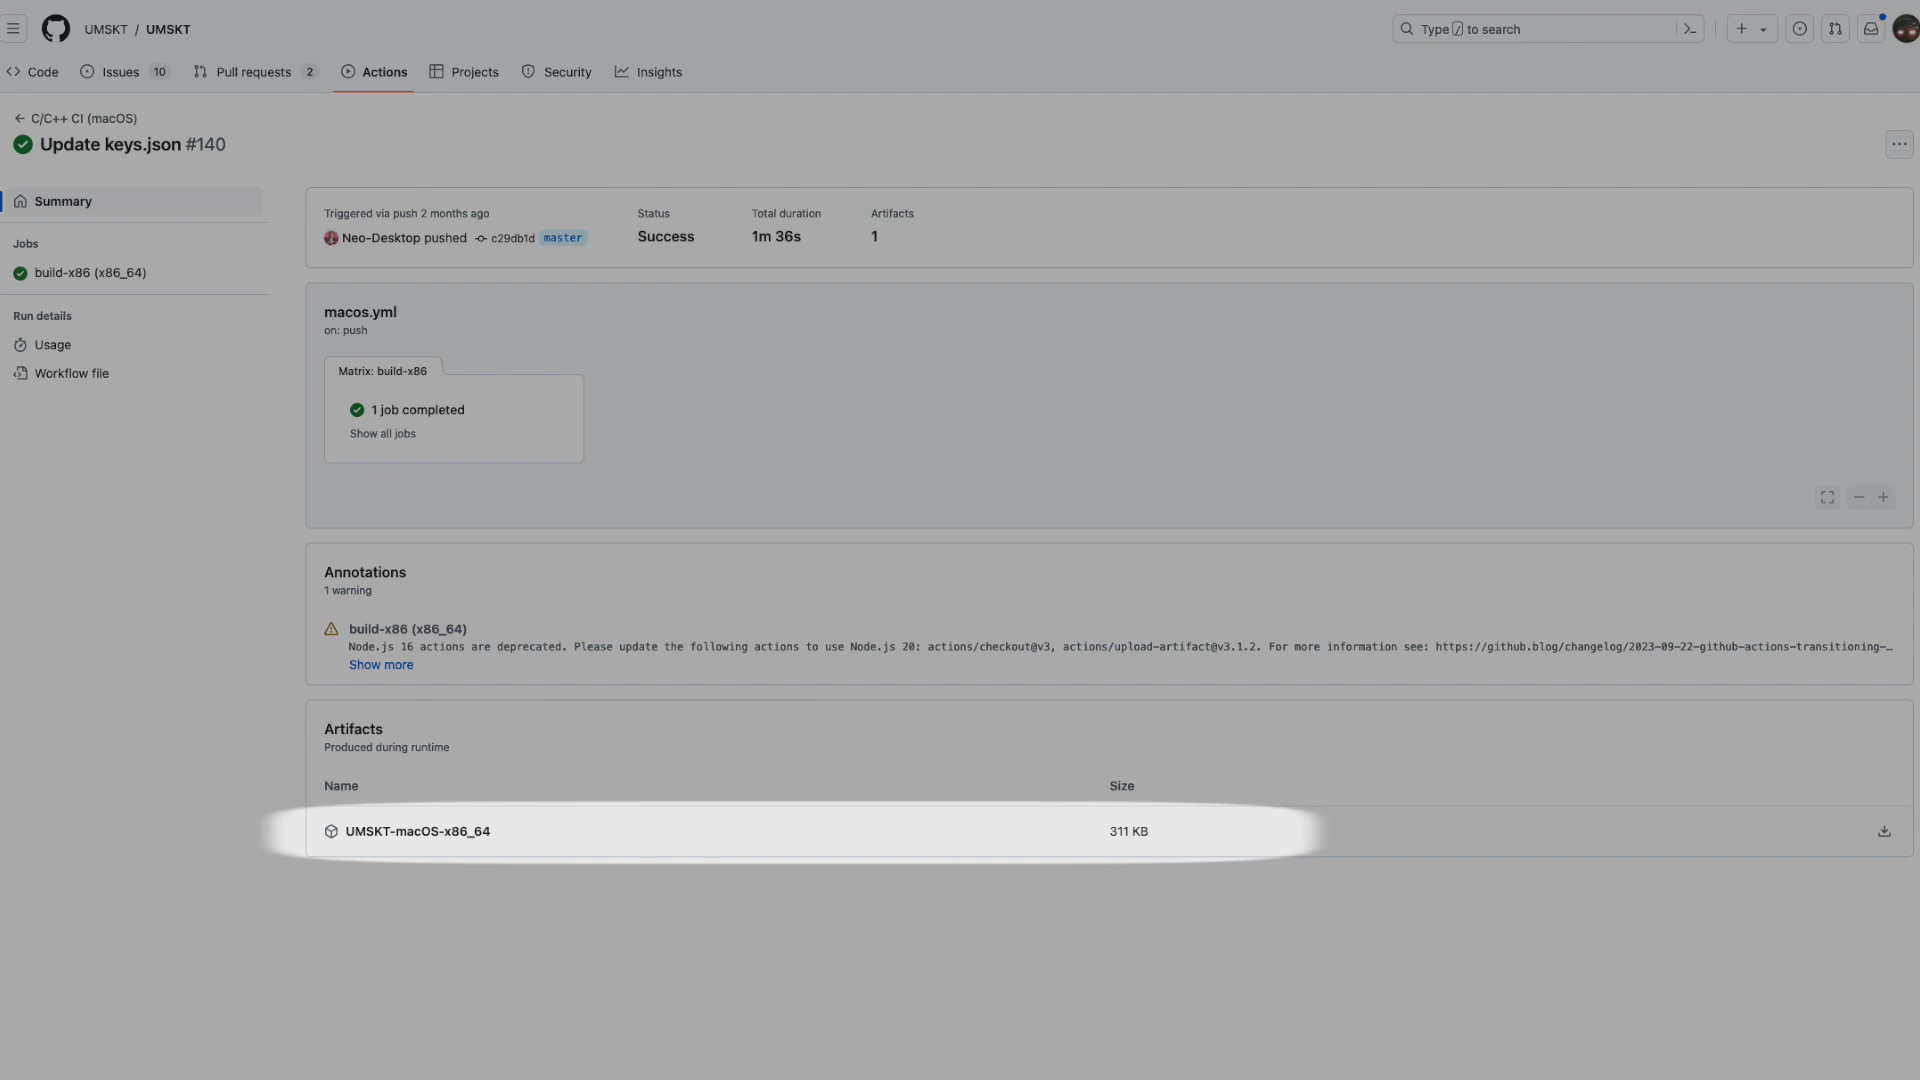 UMSKT / UMSKT
Type / to search
Code
Issues 10
Pull requests 2
Actions
Projects
Security
Insights
C/C++ CI (macOS)
Update keys.json #140
Summary
Jobs
build-x86 (x86_64)
Run details
Usage
Workflow file
Triggered via push 2 months ago
Neo-Desktop pushed c29db1d master
Status
Success
Total duration
1m 36s
Artifacts
1
macos.yml
on: push
Matrix: build-x86
1 job completed
Show all jobs
Annotations
1 warning
build-x86 (x86_64)
Node.js 16 actions are deprecated. Please update the following actions to use Node.js 20: actions/checkout@v3, actions/upload-artifact@v3.1.2. For more information see: https://github.blog/changelog/2023-09-22-github-actions-transitioning-…
Show more
Artifacts
Produced during runtime
Name Size
UMSKT-macOS-x86_64 311 KB